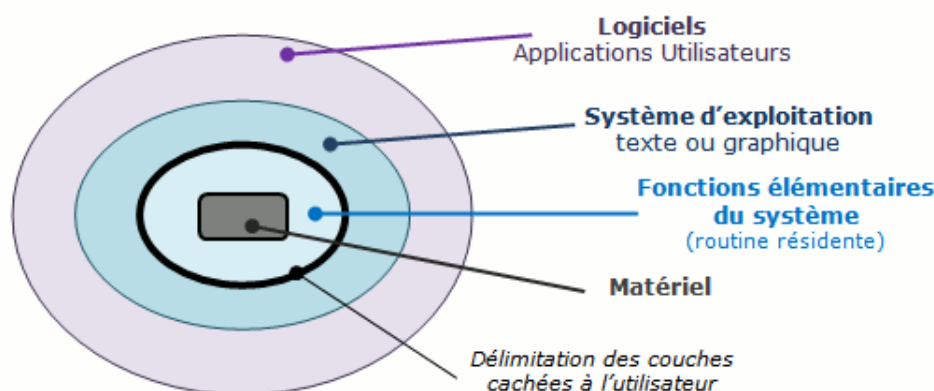 Logiciels
Applications Utilisateurs
Système d'exploitation
texte ou graphique
Fonctions élémentaires
du système
(routine résidente)
Matériel
Délimitation des couches
cachées à l'utilisateur